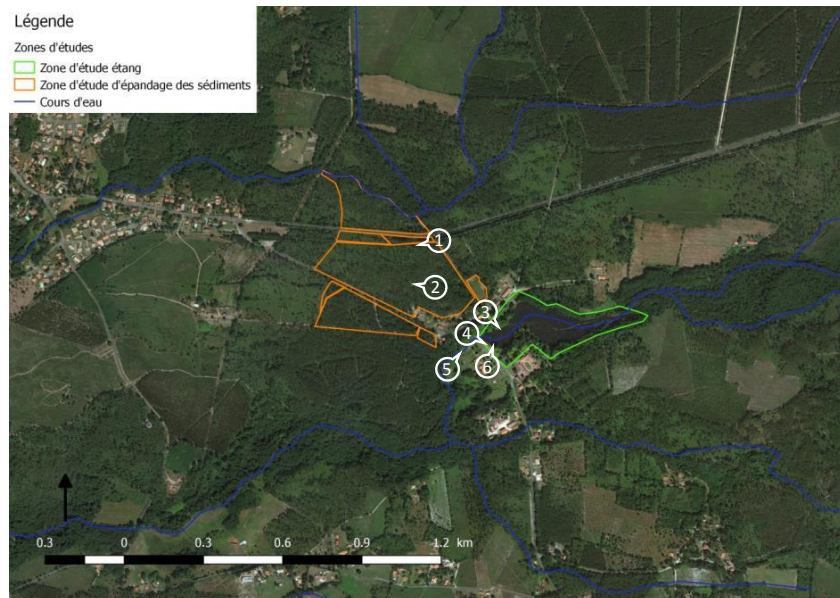 Légende
Zones d'études
Zone d'étude étang
Zone d'étude d'épandage des sédiments
Cours d'eau
1
2
3
4
5
6
0.3 0 0.3 0.6 0.9 1.2 km